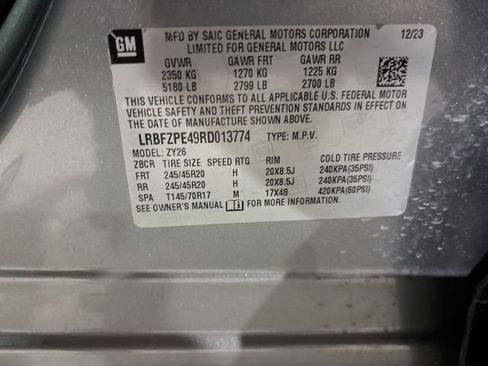 GM
MFD BY SAIC GENERAL MOTORS CORPORATION 12/23
LIMITED FOR GENERAL MOTORS LLC
GVWR GAWR FRT GAWR RR
2350 KG 1270 KG 1225 KG
5180 LB 2799 LB 2700 LB
THIS VEHICLE CONFORMS TO ALL APPLICABLE U.S. FEDERAL MOTOR
VEHICLE SAFETY AND THEFT PREVENTION STANDARDS IN EFFECT ON
THE DATE OF MANUFACTURE SHOWN ABOVE.
LRBFZPE49RD013774 TYPE: M.P.V.
MODEL: ZY26
ZBCR TIRE SIZE SPEED RTG RIM COLD TIRE PRESSURE
FRT 245/45R20 H 20X8.5J 240KPA(35PSI)
RR 245/45R20 H 20X8.5J 240KPA(35PSI)
SPA T145/70R17 M 17X4B 420KPA(60PSI)
SEE OWNER'S MANUAL FOR MORE INFORMATION.